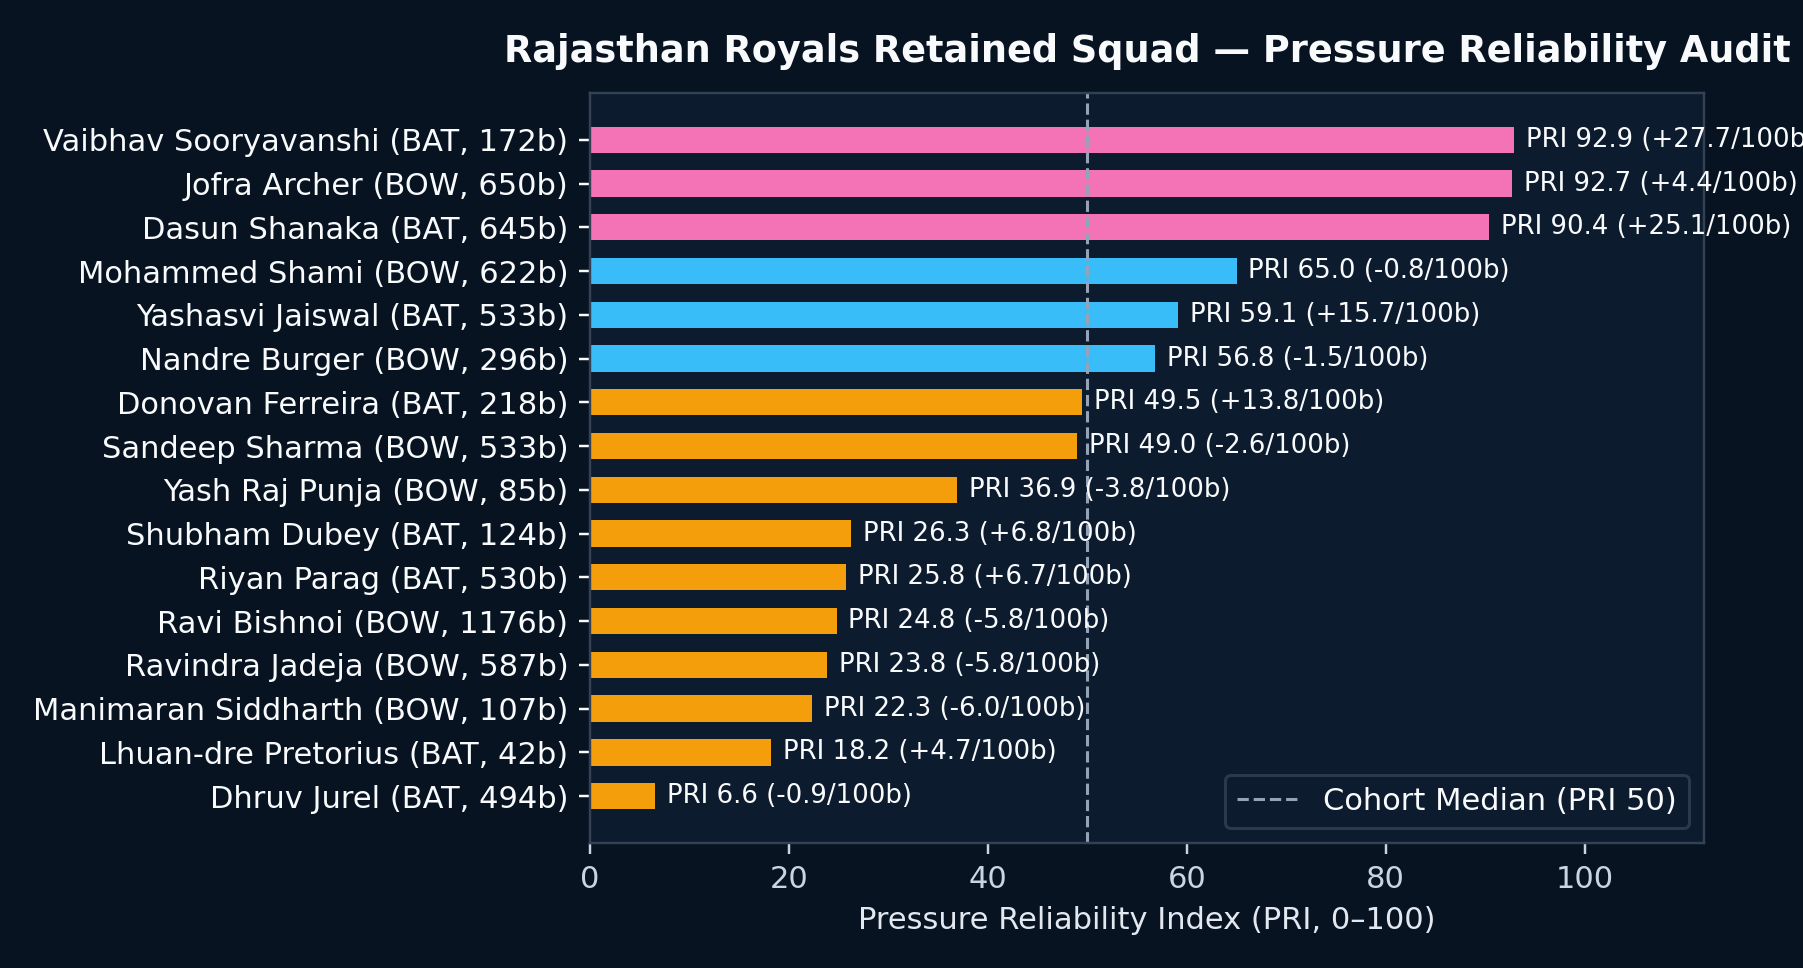 Rajasthan Royals Retained Squad — Pressure Reliability Audit
Vaibhav Sooryavanshi (BAT, 172b) PRI 92.9 (+27.7/100b
Jofra Archer (BOW, 650b) PRI 92.7 (+4.4/100b)
Dasun Shanaka (BAT, 645b) PRI 90.4 (+25.1/100b)
Mohammed Shami (BOW, 622b) PRI 65.0 (-0.8/100b)
Yashasvi Jaiswal (BAT, 533b) PRI 59.1 (+15.7/100b)
Nandre Burger (BOW, 296b) PRI 56.8 (-1.5/100b)
Donovan Ferreira (BAT, 218b) PRI 49.5 (+13.8/100b)
Sandeep Sharma (BOW, 533b) PRI 49.0 (-2.6/100b)
Yash Raj Punja (BOW, 85b) PRI 36.9 (-3.8/100b)
Shubham Dubey (BAT, 124b) PRI 26.3 (+6.8/100b)
Riyan Parag (BAT, 530b) PRI 25.8 (+6.7/100b)
Ravi Bishnoi (BOW, 1176b) PRI 24.8 (-5.8/100b)
Ravindra Jadeja (BOW, 587b) PRI 23.8 (-5.8/100b)
Manimaran Siddharth (BOW, 107b) PRI 22.3 (-6.0/100b)
Lhuan-dre Pretorius (BAT, 42b) PRI 18.2 (+4.7/100b)
Dhruv Jurel (BAT, 494b) PRI 6.6 (-0.9/100b)
Cohort Median (PRI 50)
0 20 40 60 80 100
Pressure Reliability Index (PRI, 0–100)